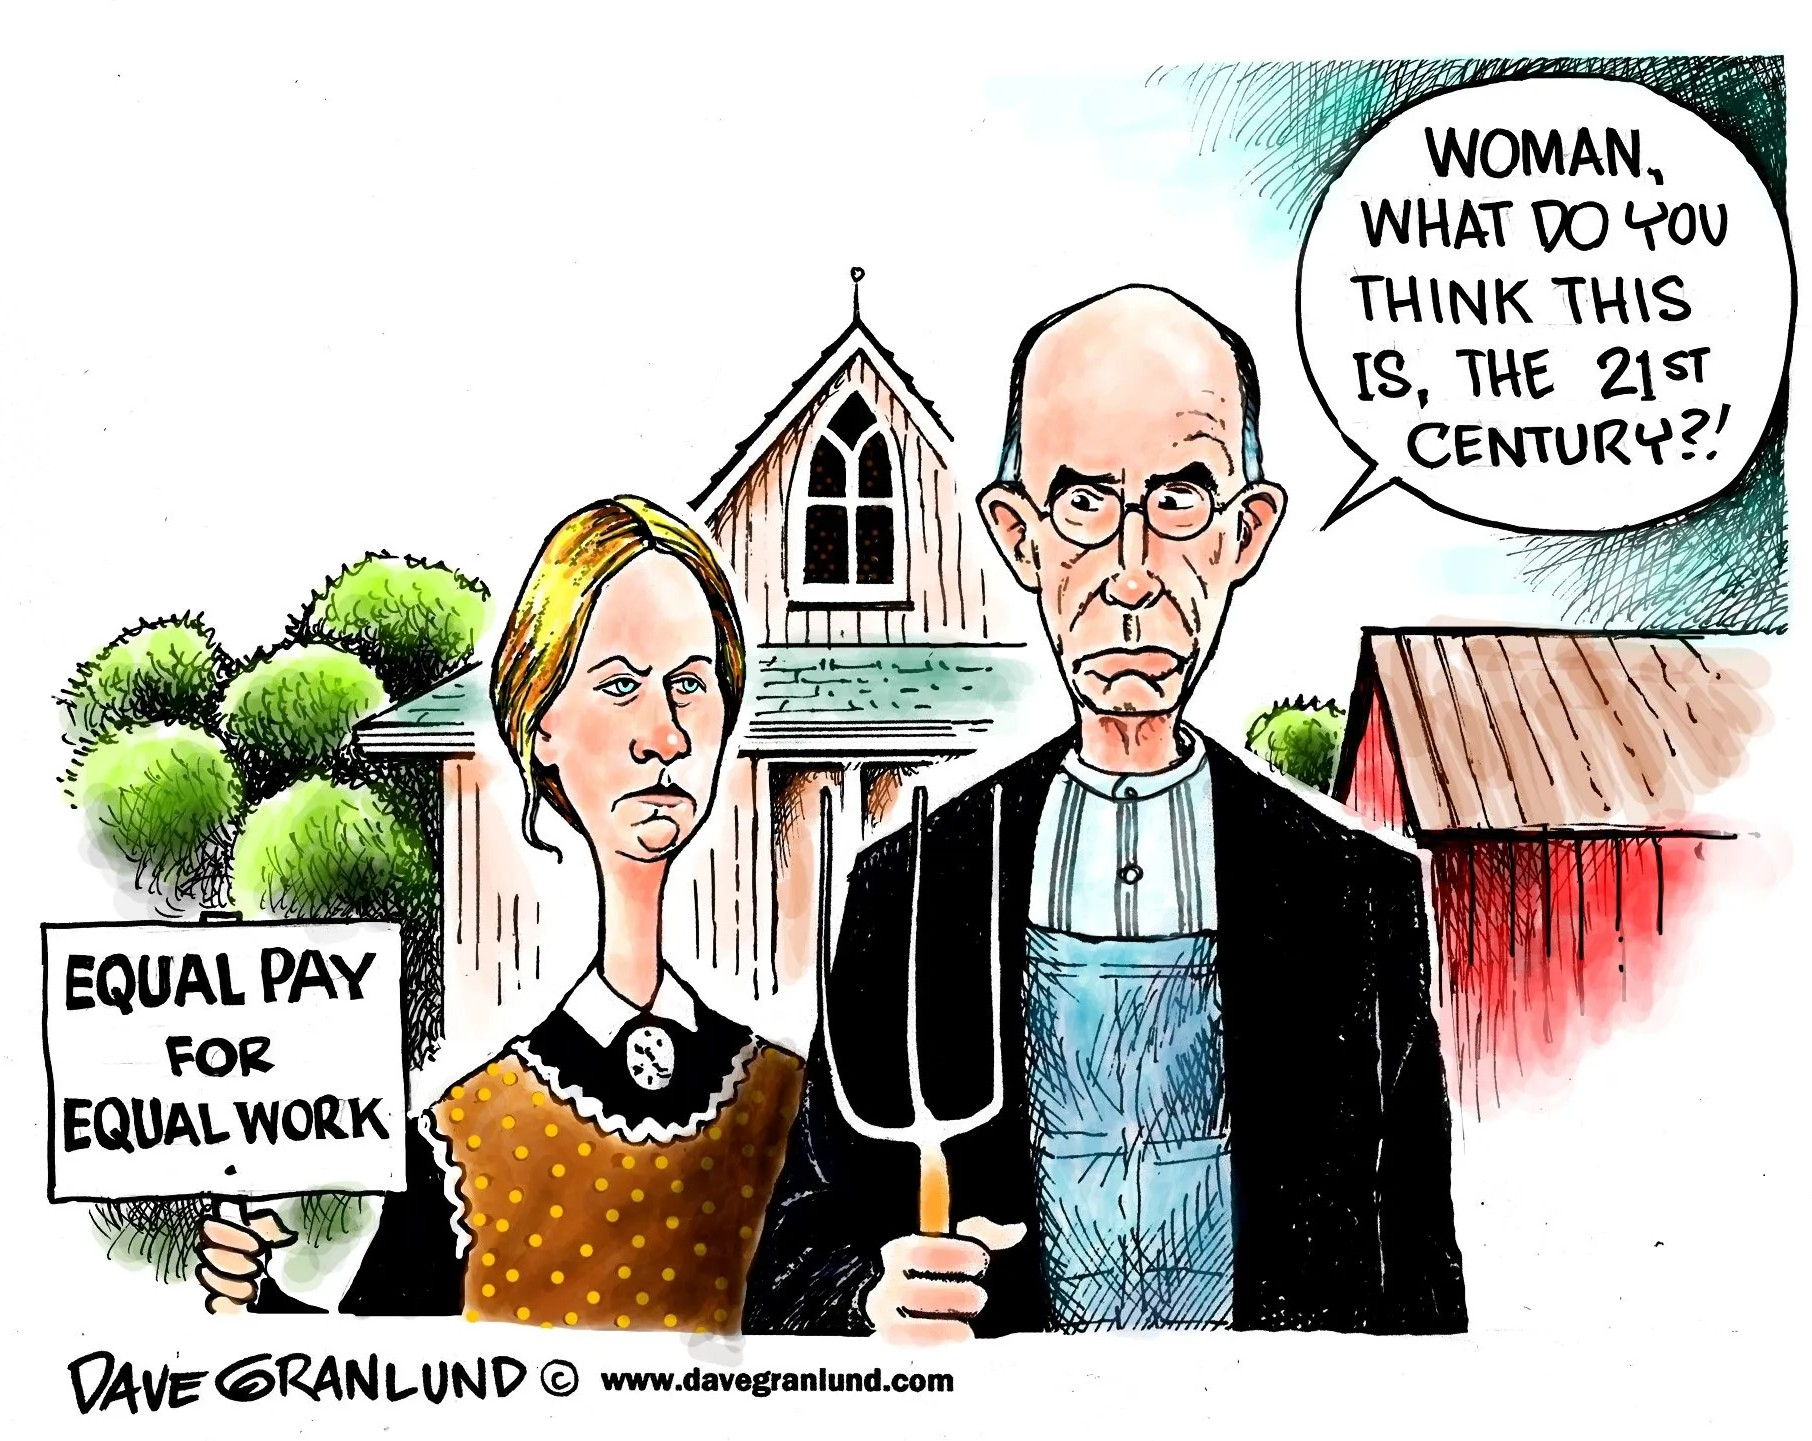 WOMAN,
WHAT DO YOU
THINK THIS
IS, THE 21ST
CENTURY?!
EQUAL PAY
FOR
EQUAL WORK
DAVE GRANLUND © www.davegranlund.com